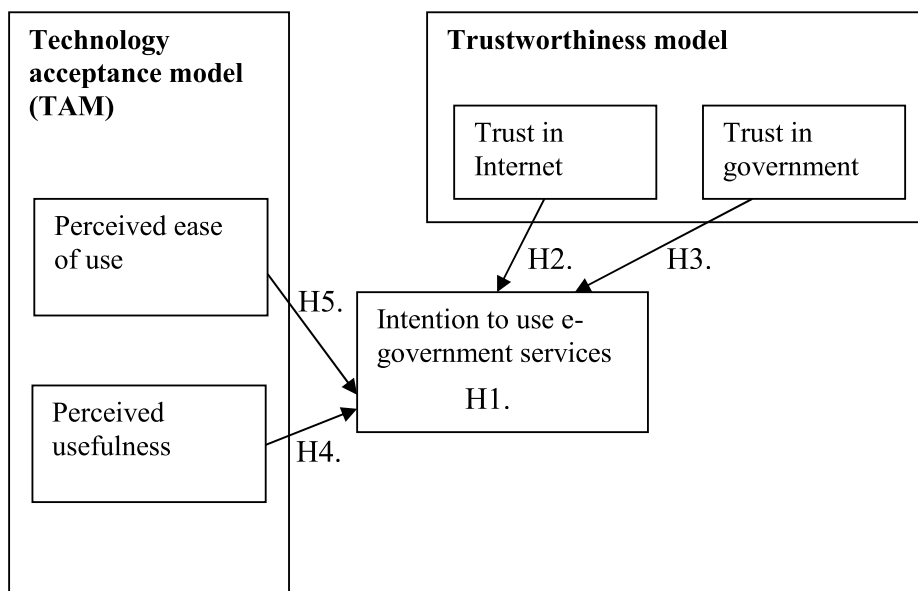 Technology
acceptance model
(TAM)
Perceived ease
of use
Perceived
usefulness
Trustworthiness model
Trust in
Internet
Trust in
government
H2.
H3.
H5.
H4.
Intention to use e-
government services
H1.